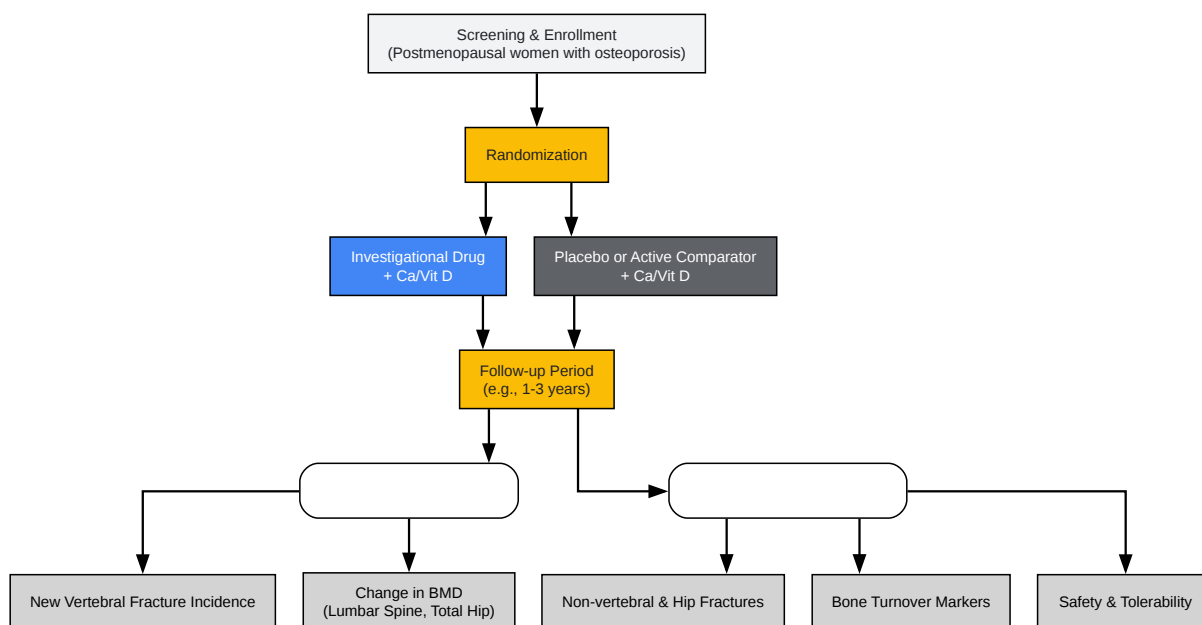 Screening & Enrollment
(Postmenopausal women with osteoporosis)
Randomization
Investigational Drug
+ Ca/Vit D
Placebo or Active Comparator
+ Ca/Vit D
Follow-up Period
(e.g., 1-3 years)
New Vertebral Fracture Incidence
Change in BMD
(Lumbar Spine, Total Hip)
Non-vertebral & Hip Fractures
Bone Turnover Markers
Safety & Tolerability